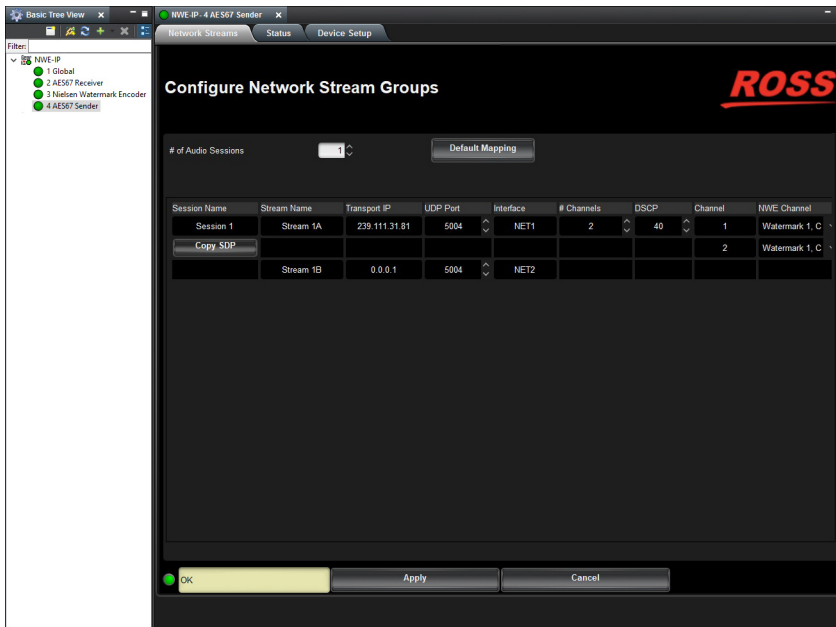 Basic Tree View
Filter:
NWE-IP
1 Global
2 AES67 Receiver
3 Nielsen Watermark Encoder
4 AES67 Sender
NWE-IP - 4 AES67 Sender
Network Streams Status Device Setup
Configure Network Stream Groups
ROSS
# of Audio Sessions 1 Default Mapping
Session Name Stream Name Transport IP UDP Port Interface # Channels DSCP Channel NWE Channel
Session 1 Stream 1A 239.111.31.81 5004 NET1 2 40 1 Watermark 1, C
Copy SDP 2 Watermark 1, C
Stream 1B 0.0.0.1 5004 NET2
OK Apply Cancel